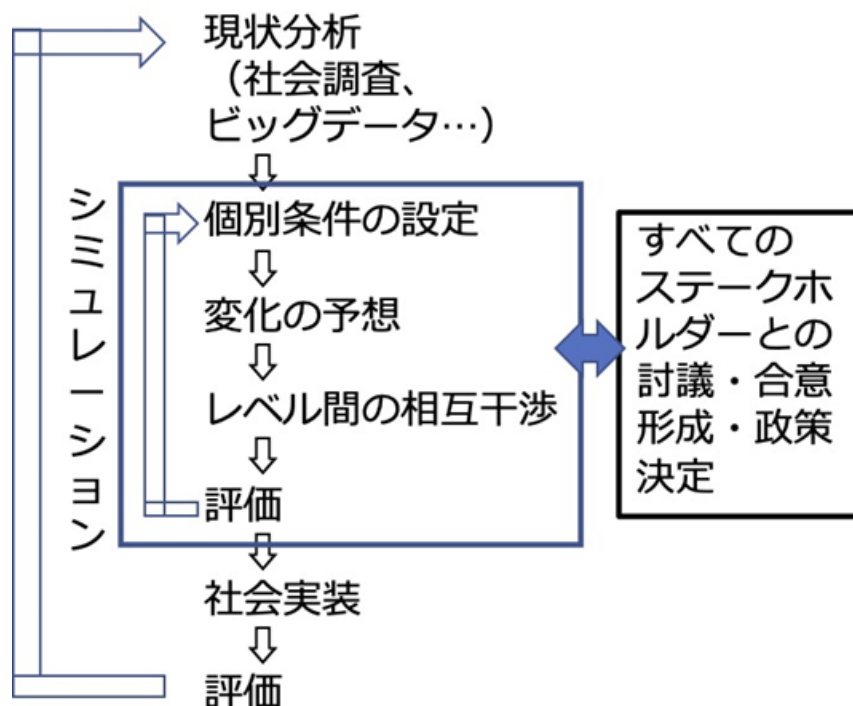 現状分析
（社会調査、
ビッグデータ…）
シミュレーション
個別条件の設定
変化の予想
レベル間の相互干渉
評価
すべての
ステークホ
ルダーとの
討議・合意
形成・政策
決定
社会実装
評価